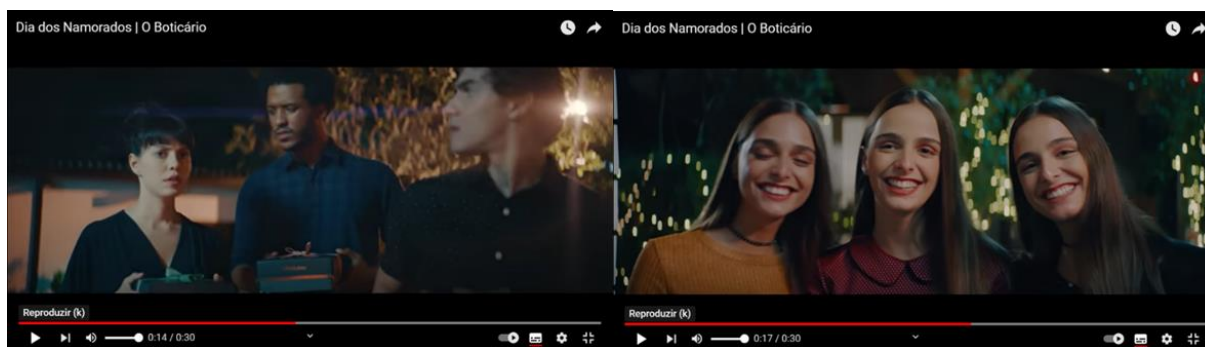 Dia dos Namorados | O Boticário
Reproduzir (k)
0:14 / 0:30
Dia dos Namorados | O Boticário
Reproduzir (k)
0:17 / 0:30